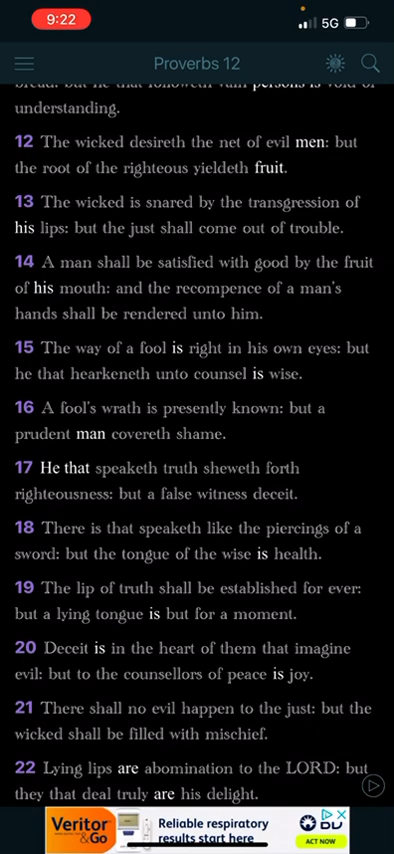 9:22
5G
Proverbs 12
bread: but he that followeth vain persons is void of
understanding.
12 The wicked desireth the net of evil men: but
the root of the righteous yieldeth fruit.
13 The wicked is snared by the transgression of
his lips: but the just shall come out of trouble.
14 A man shall be satisfied with good by the fruit
of his mouth: and the recompence of a man's
hands shall be rendered unto him.
15 The way of a fool is right in his own eyes: but
he that hearkeneth unto counsel is wise.
16 A fool's wrath is presently known: but a
prudent man covereth shame.
17 He that speaketh truth sheweth forth
righteousness: but a false witness deceit.
18 There is that speaketh like the piercings of a
sword: but the tongue of the wise is health.
19 The lip of truth shall be established for ever:
but a lying tongue is but for a moment.
20 Deceit is in the heart of them that imagine
evil: but to the counsellors of peace is joy.
21 There shall no evil happen to the just: but the
wicked shall be filled with mischief.
22 Lying lips are abomination to the LORD: but
they that deal truly are his delight.
Veritor
&Go
Reliable respiratory
results start here
BD
ACT NOW